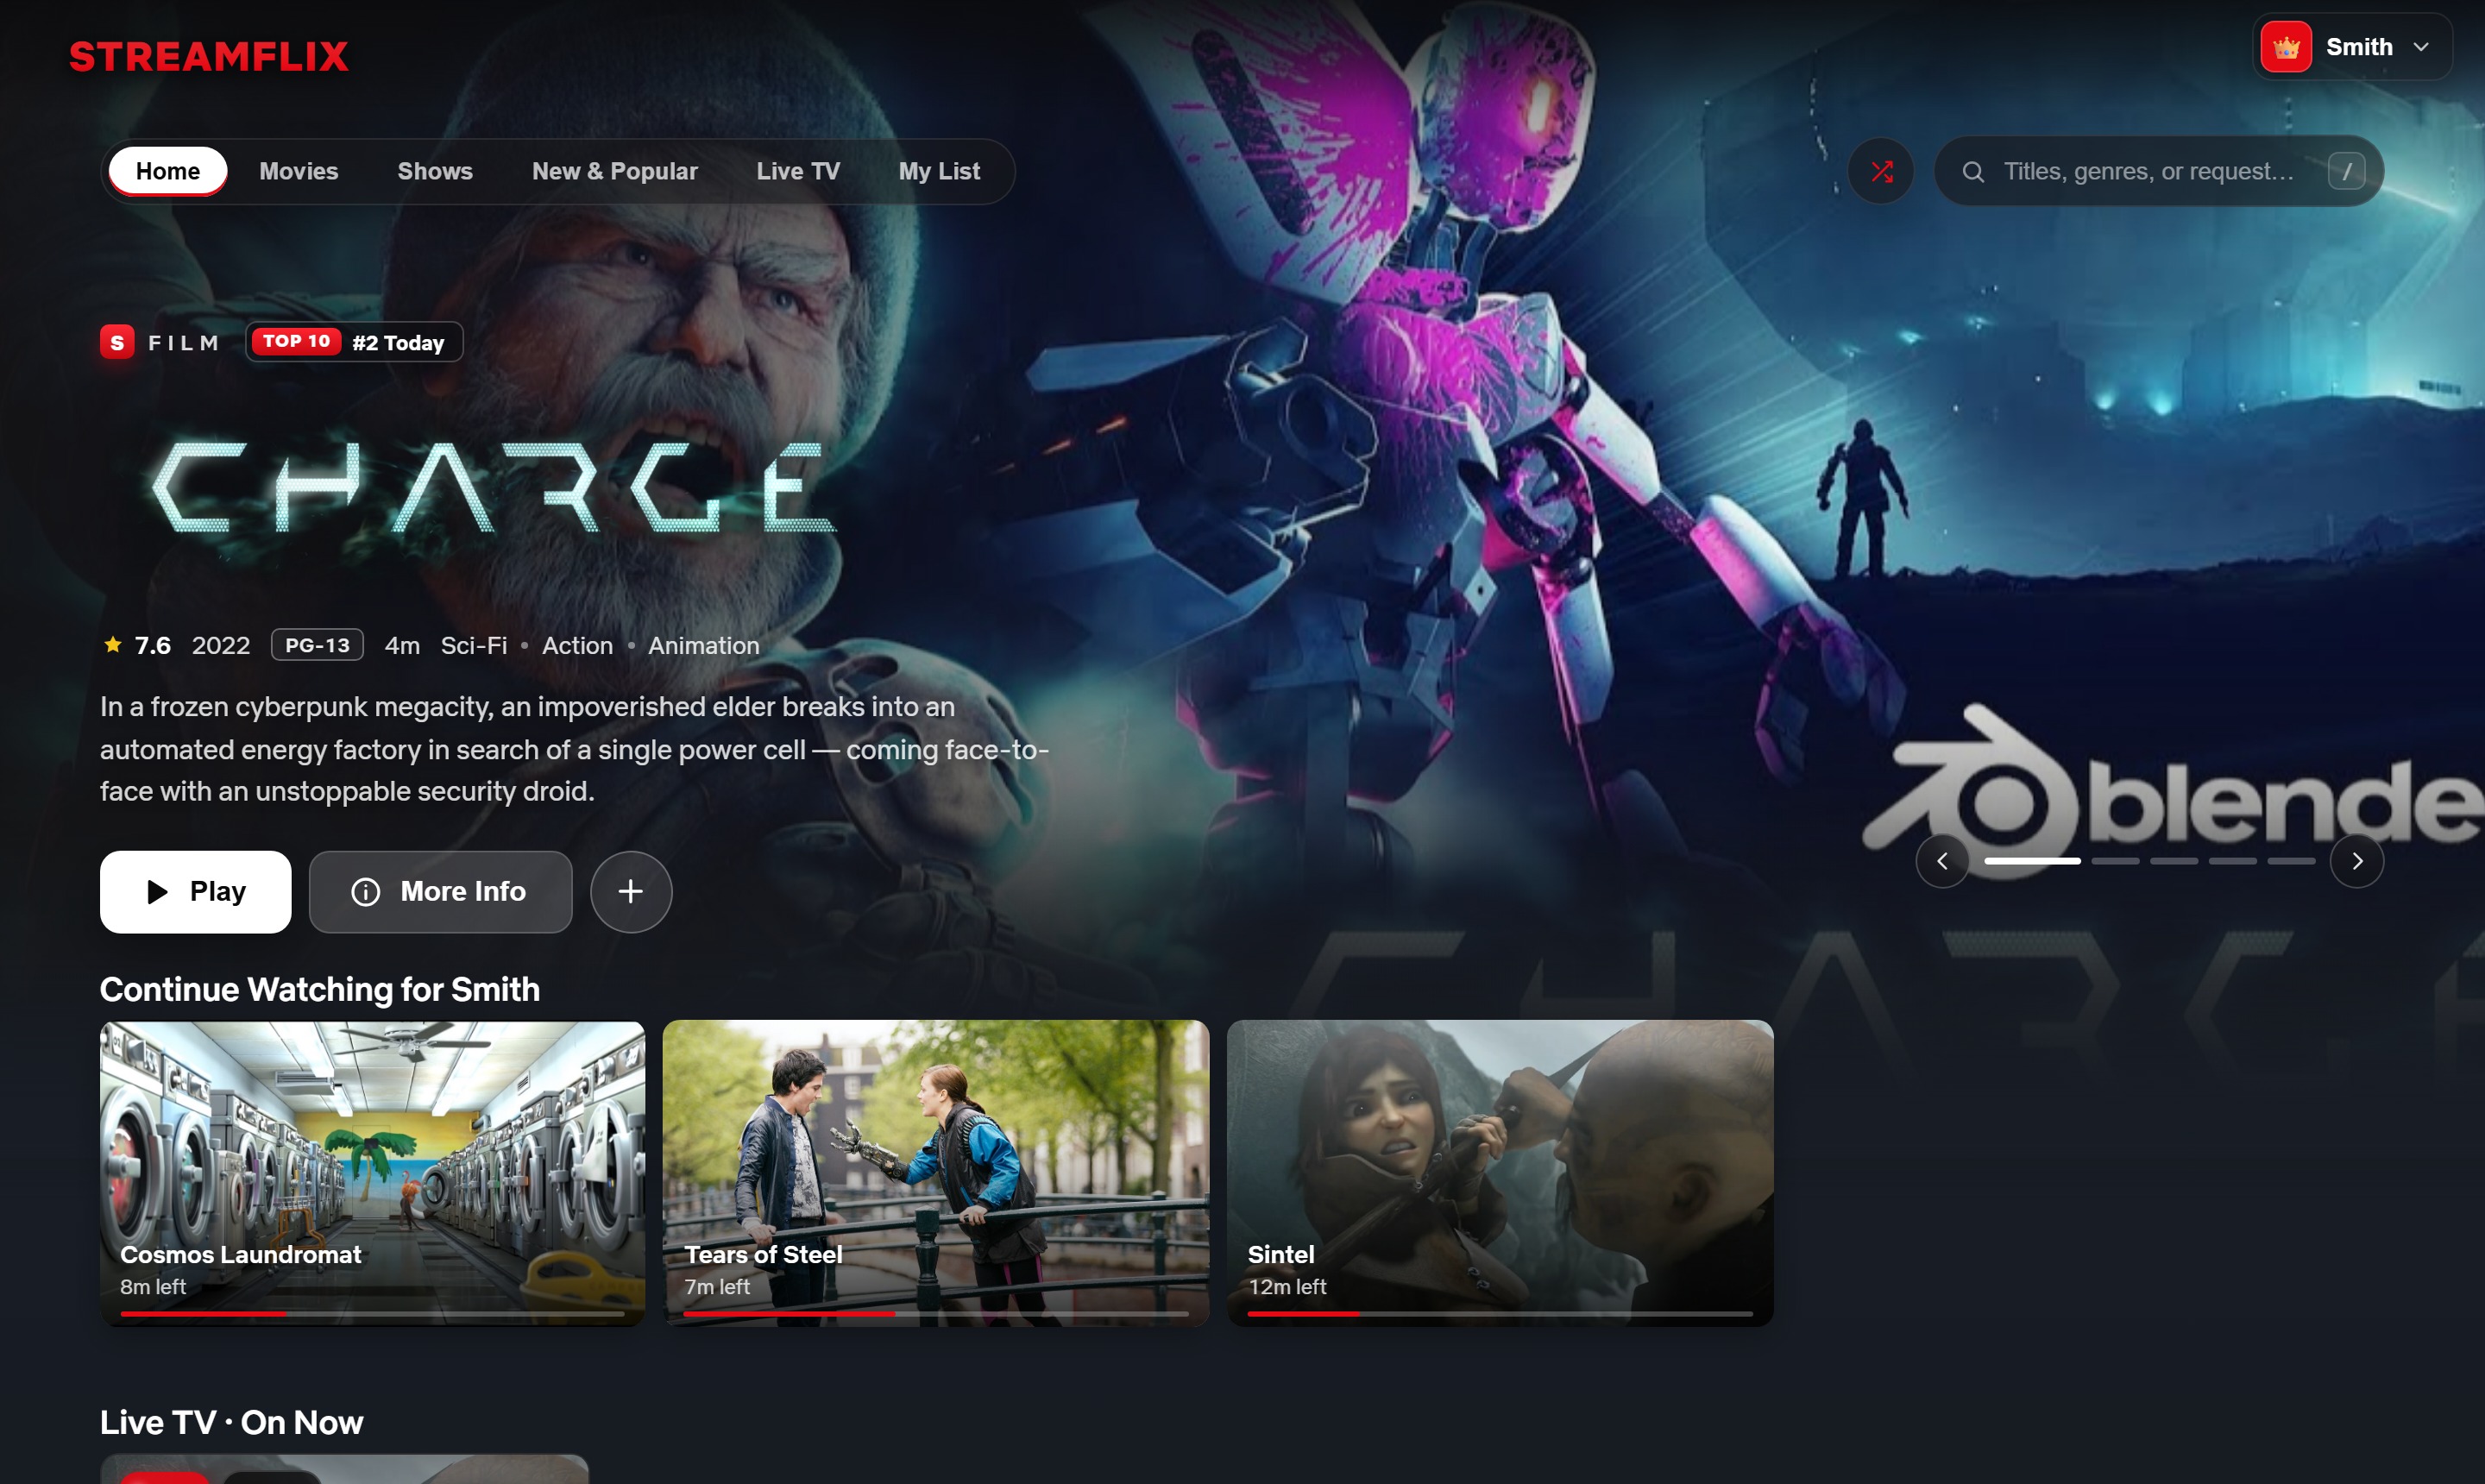 STREAMFLIX
Smith
Home Movies Shows New & Popular Live TV My List
Titles, genres, or request... /
S FILM TOP 10 #2 Today
CHARGE
7.6 2022 PG-13 4m Sci-Fi • Action • Animation
In a frozen cyberpunk megacity, an impoverished elder breaks into an
automated energy factory in search of a single power cell — coming face-to-
face with an unstoppable security droid.
blende
Play More Info
CHARGE
Continue Watching for Smith
Cosmos Laundromat
8m left
Tears of Steel
7m left
Sintel
12m left
Live TV · On Now